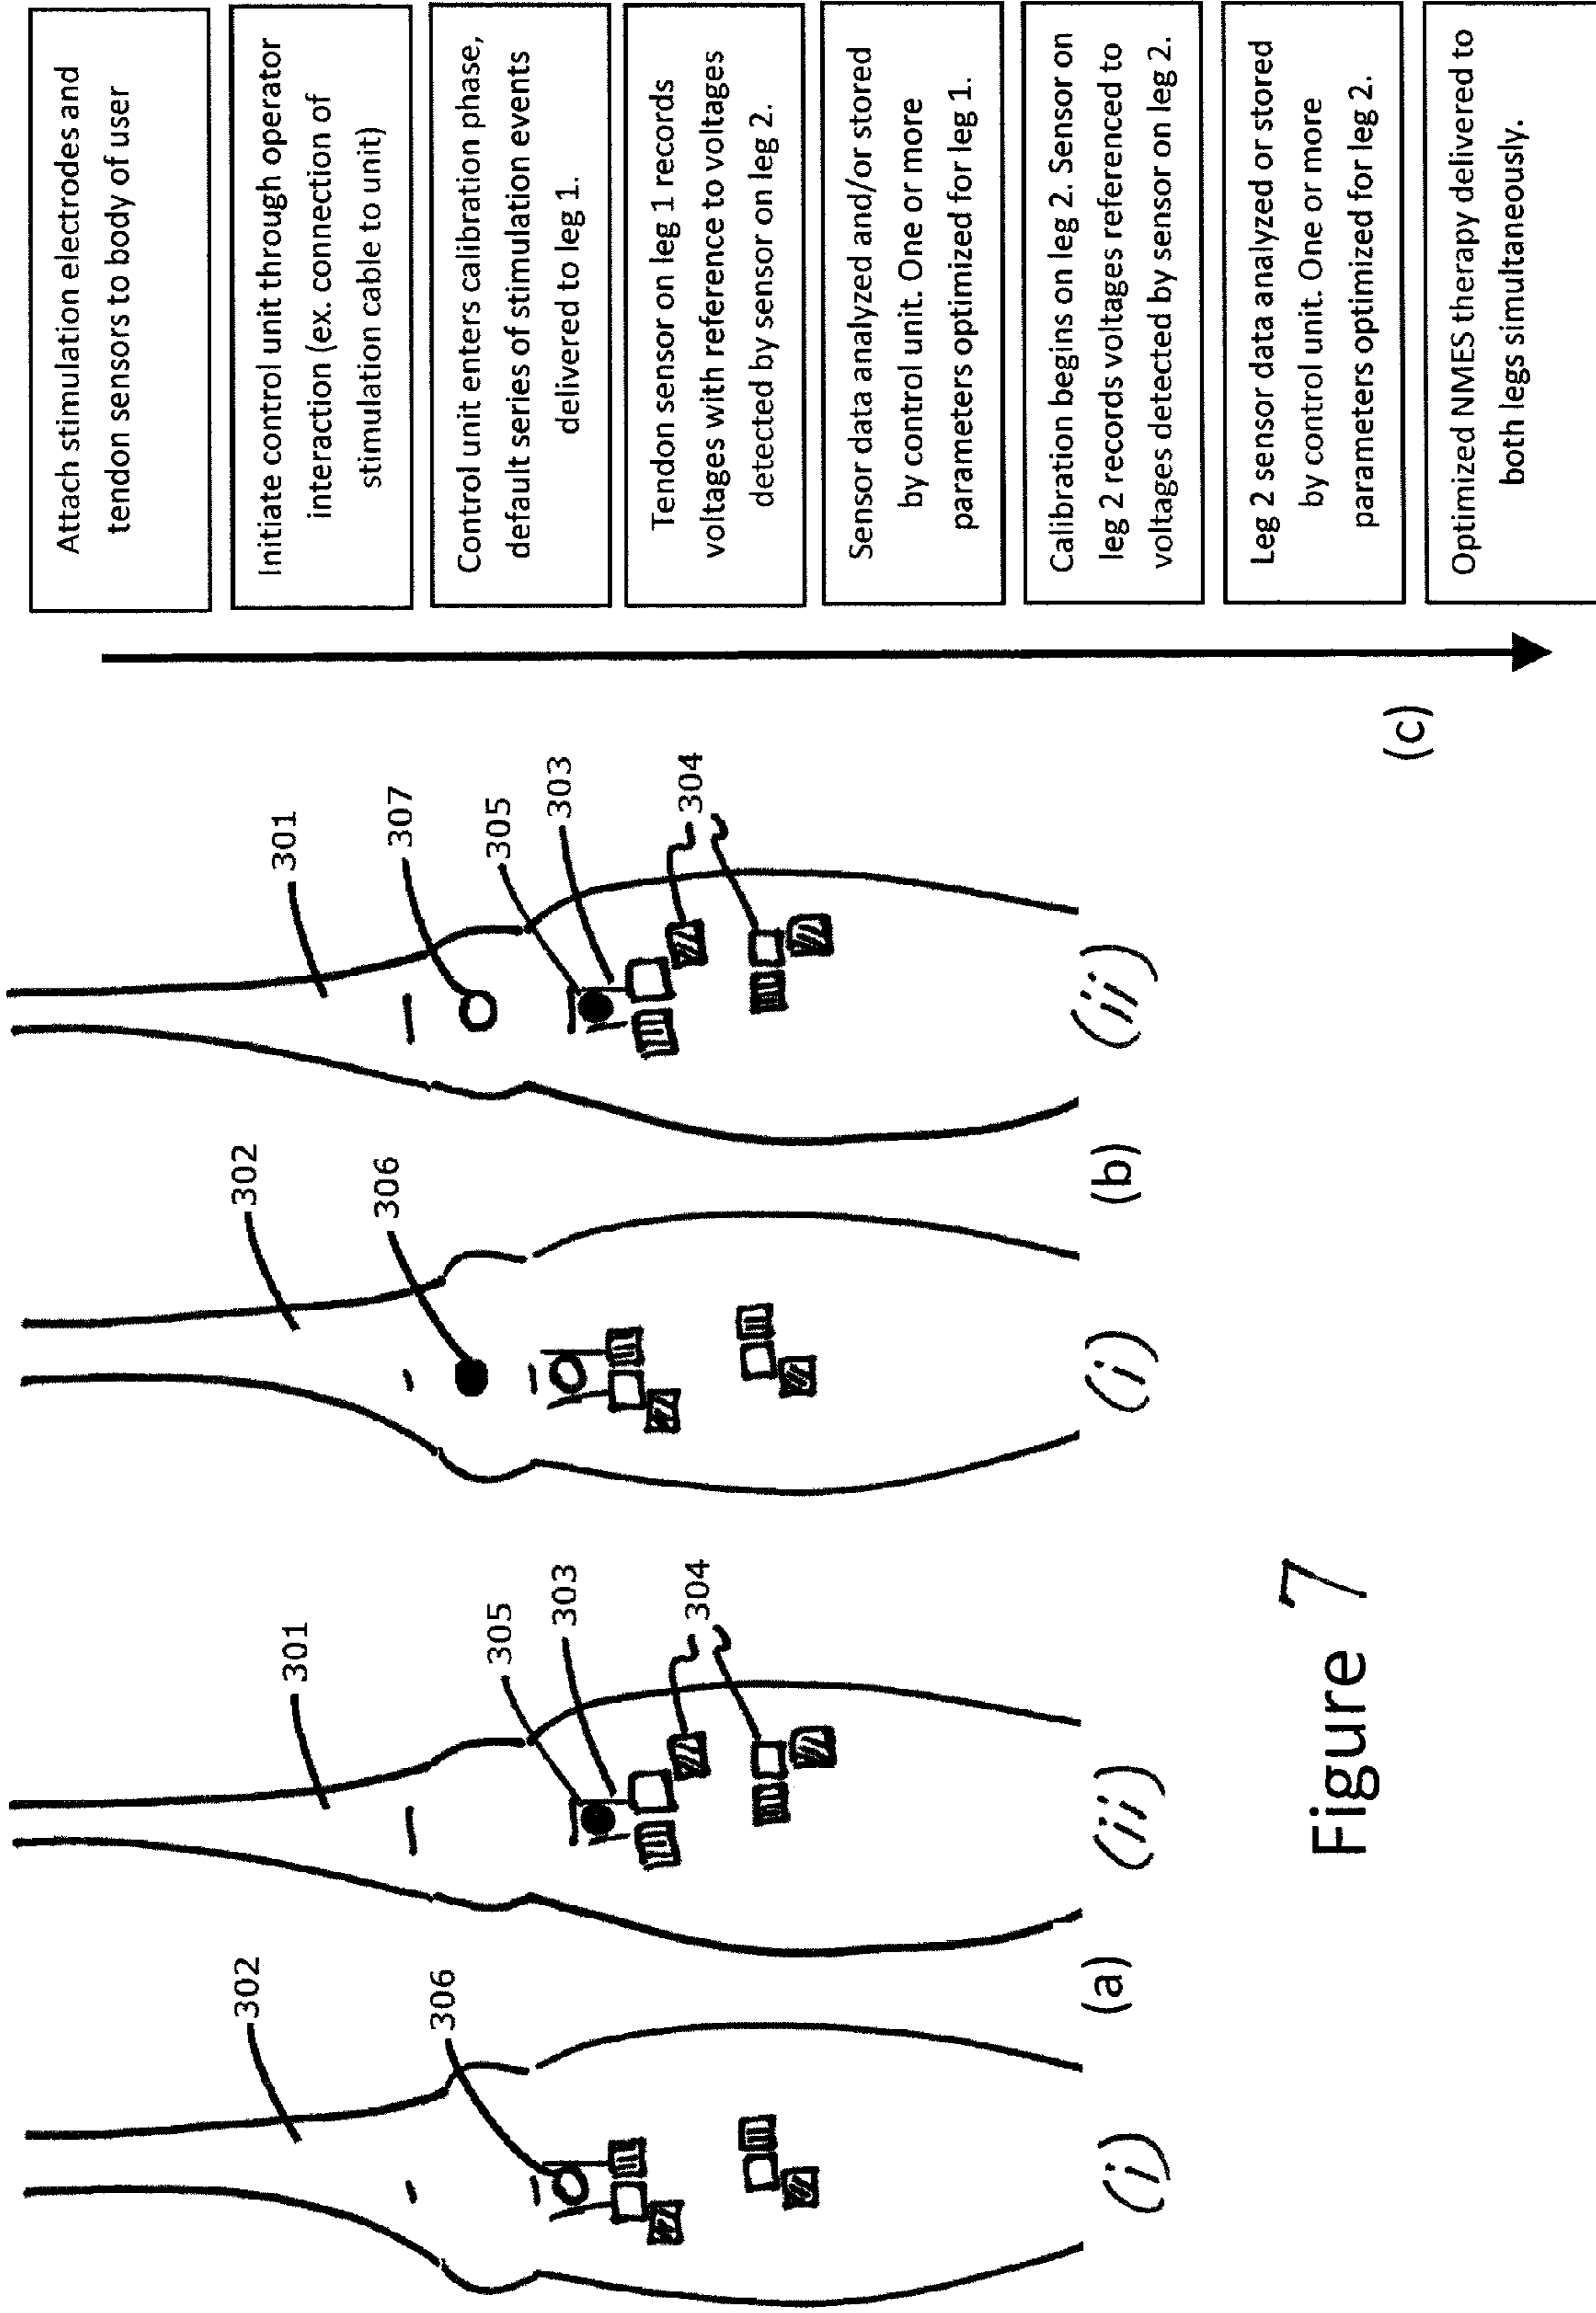 302
306
(i)
301
305
303
304
(ii)
(a)
302
306
(i)
301
307
305
303
304
(ii)
(b)
Attach stimulation electrodes and
tendon sensors to body of user
Initiate control unit through operator
interaction (ex. connection of
stimulation cable to unit)
Control unit enters calibration phase,
default series of stimulation events
delivered to leg 1.
Tendon sensor on leg 1 records
voltages with reference to voltages
detected by sensor on leg 2.
Sensor data analyzed and/or stored
by control unit. One or more
parameters optimized for leg 1.
Calibration begins on leg 2. Sensor on
leg 2 records voltages referenced to
voltages detected by sensor on leg 2.
Leg 2 sensor data analyzed or stored
by control unit. One or more
parameters optimized for leg 2.
Optimized NMES therapy delivered to
both legs simultaneously.
(c)
Figure 7